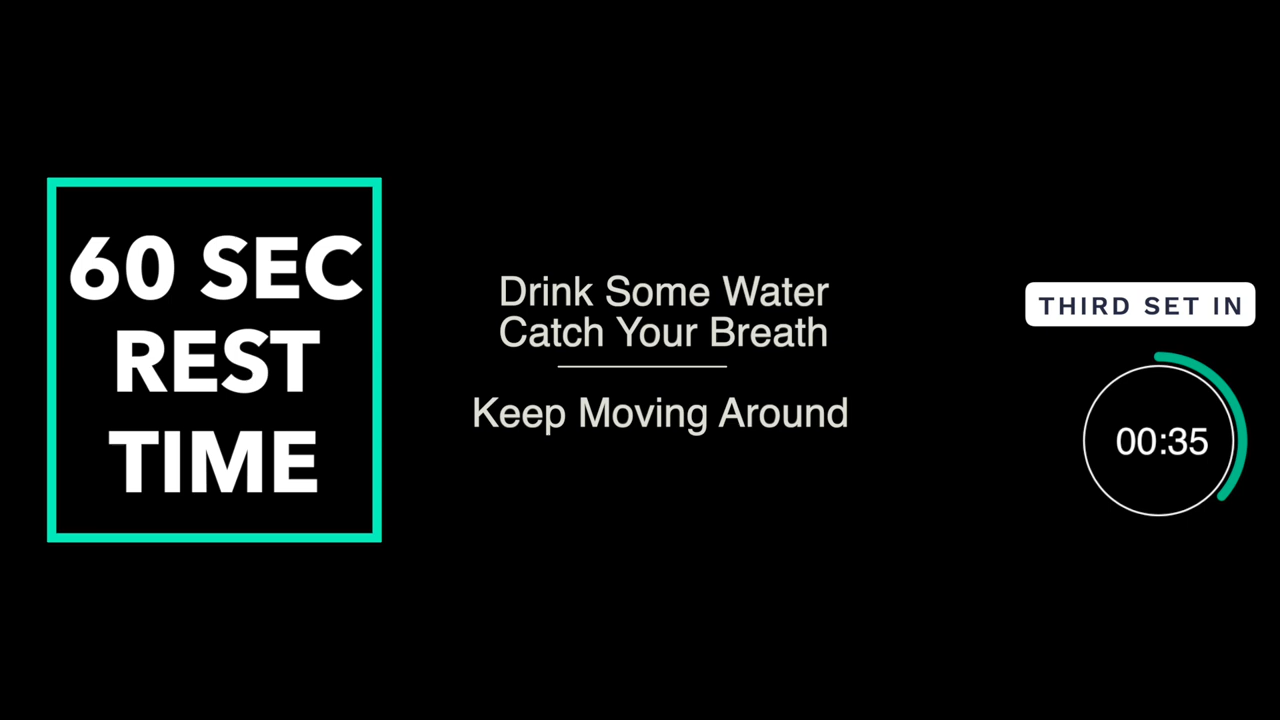 60 SEC
REST
TIME
Drink Some Water
Catch Your Breath
Keep Moving Around
THIRD SET IN
00:35